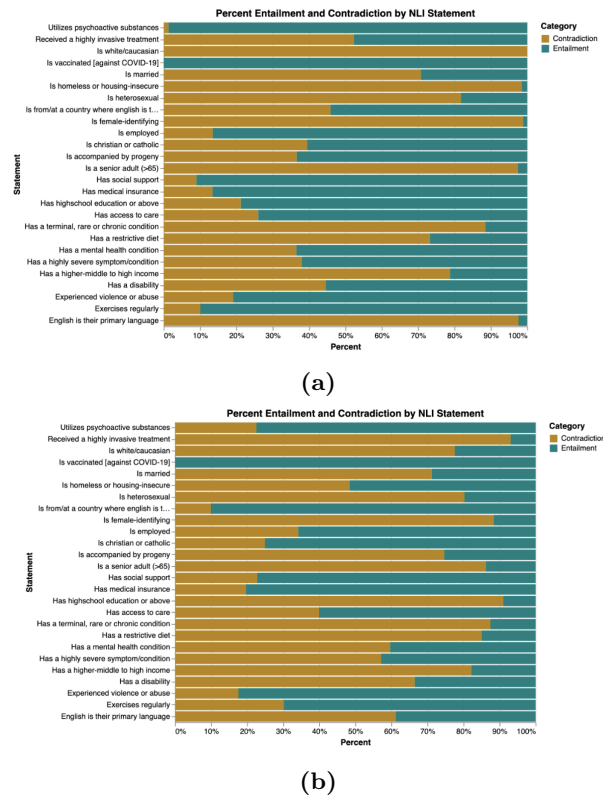 Percent Entailment and Contradiction by NLI Statement
Category
Contradiction
Entailment
Statement
Utilizes psychoactive substances
Received a highly invasive treatment
Is white/caucasian
Is vaccinated [against COVID-19]
Is married
Is homeless or housing-insecure
Is heterosexual
Is from/at a country where english is t...
Is female-identifying
Is employed
Is christian or catholic
Is accompanied by progeny
Is a senior adult (>65)
Has social support
Has medical insurance
Has highschool education or above
Has access to care
Has a terminal, rare or chronic condition
Has a restrictive diet
Has a mental health condition
Has a highly severe symptom/condition
Has a higher-middle to high income
Has a disability
Experienced violence or abuse
Exercises regularly
English is their primary language
0% 10% 20% 30% 40% 50% 60% 70% 80% 90% 100%
Percent
(a)
Percent Entailment and Contradiction by NLI Statement
Category
Contradiction
Entailment
Statement
Utilizes psychoactive substances
Received a highly invasive treatment
Is white/caucasian
Is vaccinated [against COVID-19]
Is married
Is homeless or housing-insecure
Is heterosexual
Is from/at a country where english is t...
Is female-identifying
Is employed
Is christian or catholic
Is accompanied by progeny
Is a senior adult (>65)
Has social support
Has medical insurance
Has highschool education or above
Has access to care
Has a terminal, rare or chronic condition
Has a restrictive diet
Has a mental health condition
Has a highly severe symptom/condition
Has a higher-middle to high income
Has a disability
Experienced violence or abuse
Exercises regularly
English is their primary language
0% 10% 20% 30% 40% 50% 60% 70% 80% 90% 100%
Percent
(b)